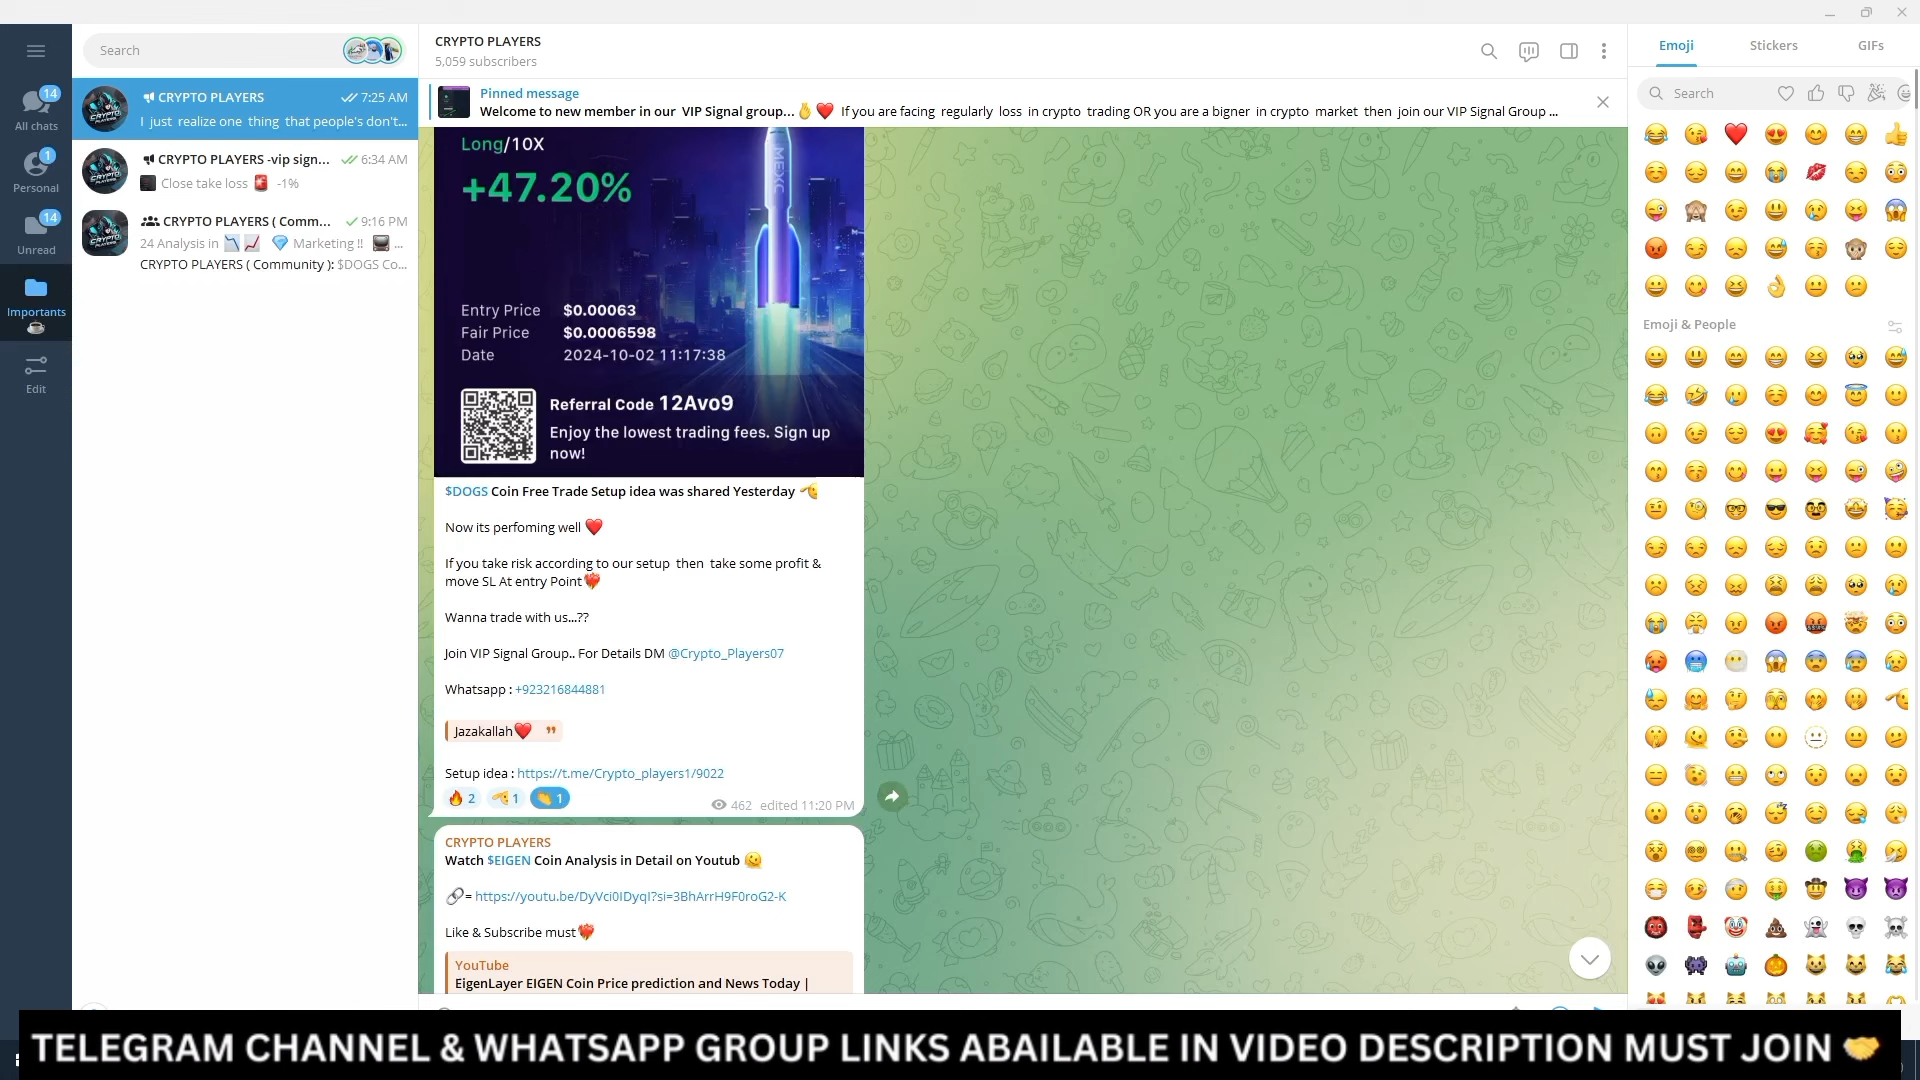 Search
14
All chats
1
Personal
14
Unread
Importants
Edit
CRYPTO PLAYERS
7:25 AM
I just realize one thing that people's don't...
CRYPTO PLAYERS -vip sign...
6:34 AM
Close take loss 🚨 -1%
CRYPTO PLAYERS ( Comm...
9:16 PM
24 Analysis in 📉📈 💎 Marketing !! ...
CRYPTO PLAYERS ( Community ): $DOGS Co...
CRYPTO PLAYERS
5,059 subscribers
Pinned message
Welcome to new member in our VIP Signal group...🤞❤️ If you are facing regularly loss in crypto trading OR you are a bigner in crypto market then join our VIP Signal Group ...
Long/10X
+47.20%
MEXC
Entry Price $0.00063
Fair Price $0.0006598
Date 2024-10-02 11:17:38
Referral Code 12Avo9
Enjoy the lowest trading fees. Sign up
now!
$DOGS Coin Free Trade Setup idea was shared Yesterday 🫡
Now its perfoming well ❤️
If you take risk according to our setup then take some profit &
move SL At entry Point❤️‍🔥
Wanna trade with us...??
Join VIP Signal Group.. For Details DM @Crypto_Players07
Whatsapp : +923216844881
Jazakallah❤️
Setup idea : https://t.me/Crypto_players1/9022
🔥 2 🫡 1 👏 1
462 edited 11:20 PM
CRYPTO PLAYERS
Watch $EIGEN Coin Analysis in Detail on Youtub 🫠
🔗= https://youtu.be/DyVci0IDyqI?si=3BhArrH9F0roG2-K
Like & Subscribe must❤️‍🔥
YouTube
EigenLayer EIGEN Coin Price prediction and News Today |
Emoji
Stickers
GIFs
Search
Emoji & People
TELEGRAM CHANNEL & WHATSAPP GROUP LINKS ABAILABLE IN VIDEO DESCRIPTION MUST JOIN 🤝